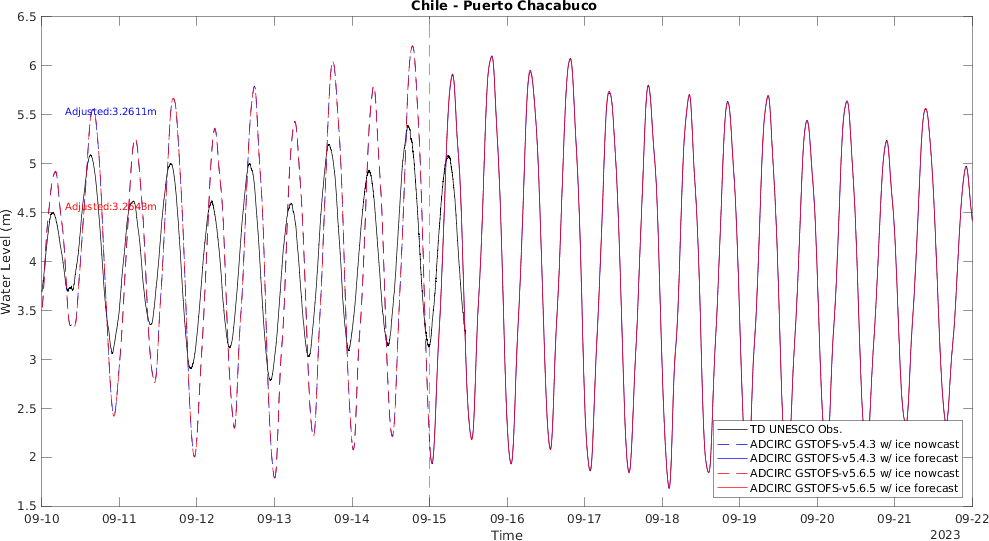 Chile - Puerto Chacabuco
6.5
6
5.5
5
4.5
4
3.5
3
2.5
2
1.5
Water Level (m)
Adjusted:3.2611m
Adjusted:3.2643m
TD UNESCO Obs.
ADCIRC GSTOFS-v5.4.3 w/ ice nowcast
ADCIRC GSTOFS-v5.4.3 w/ ice forecast
ADCIRC GSTOFS-v5.6.5 w/ ice nowcast
ADCIRC GSTOFS-v5.6.5 w/ ice forecast
09-10 09-11 09-12 09-13 09-14 09-15 09-16 09-17 09-18 09-19 09-20 09-21 09-22
Time
2023